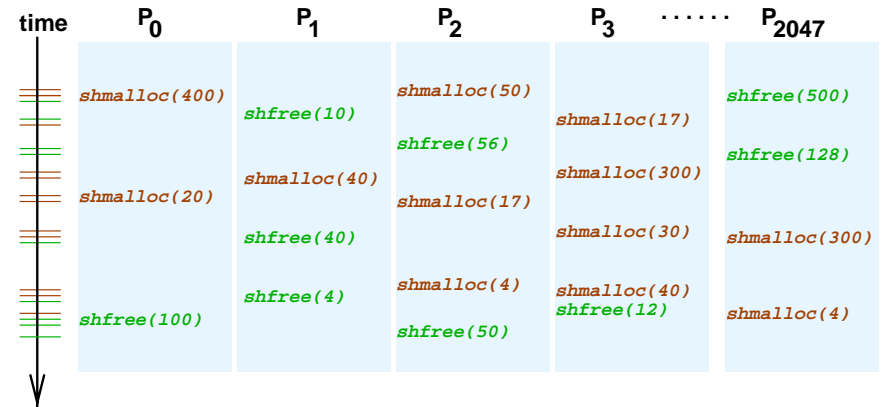 time P0 P1 P2 P3 ...... P2047
shmalloc(400)
shmalloc(20)
shfree(100)
shfree(10)
shmalloc(40)
shfree(40)
shfree(4)
shmalloc(50)
shfree(56)
shmalloc(17)
shmalloc(4)
shfree(50)
shmalloc(17)
shmalloc(300)
shmalloc(30)
shmalloc(40)
shfree(12)
shfree(500)
shfree(128)
shmalloc(300)
shmalloc(4)